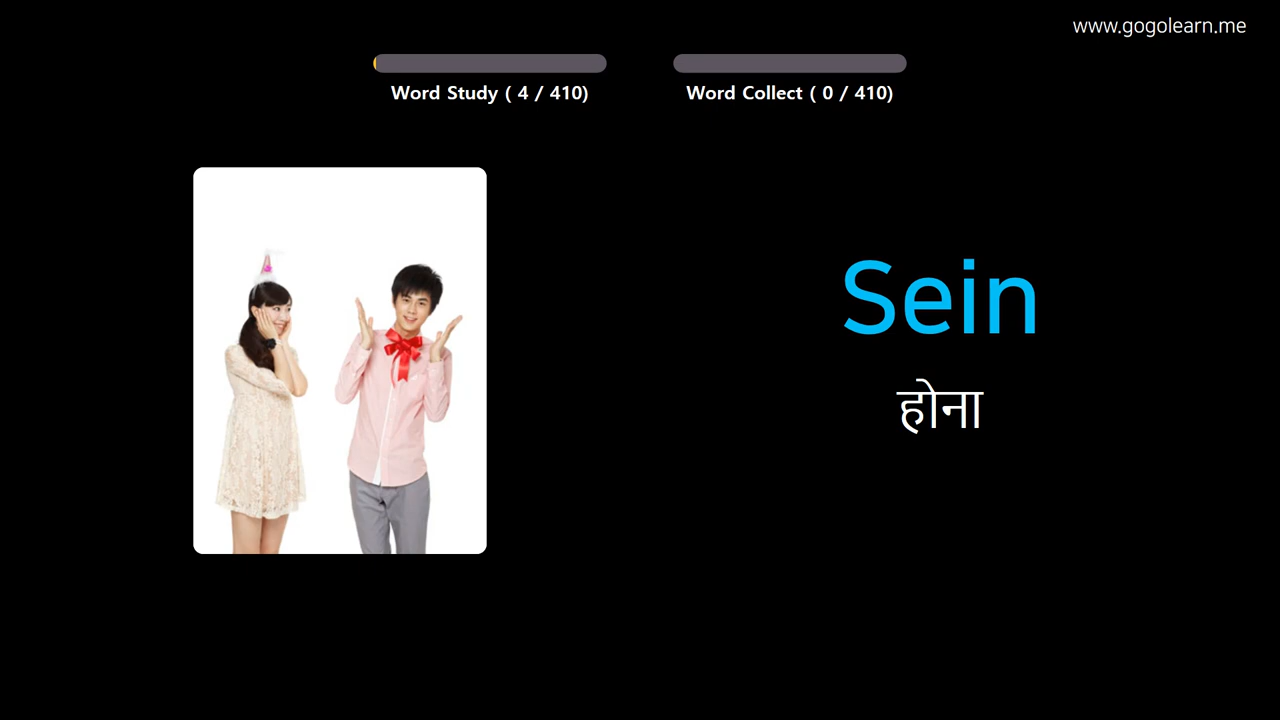 www.gogolearn.me
Word Study ( 4 / 410)
Word Collect ( 0 / 410)
Sein
होना